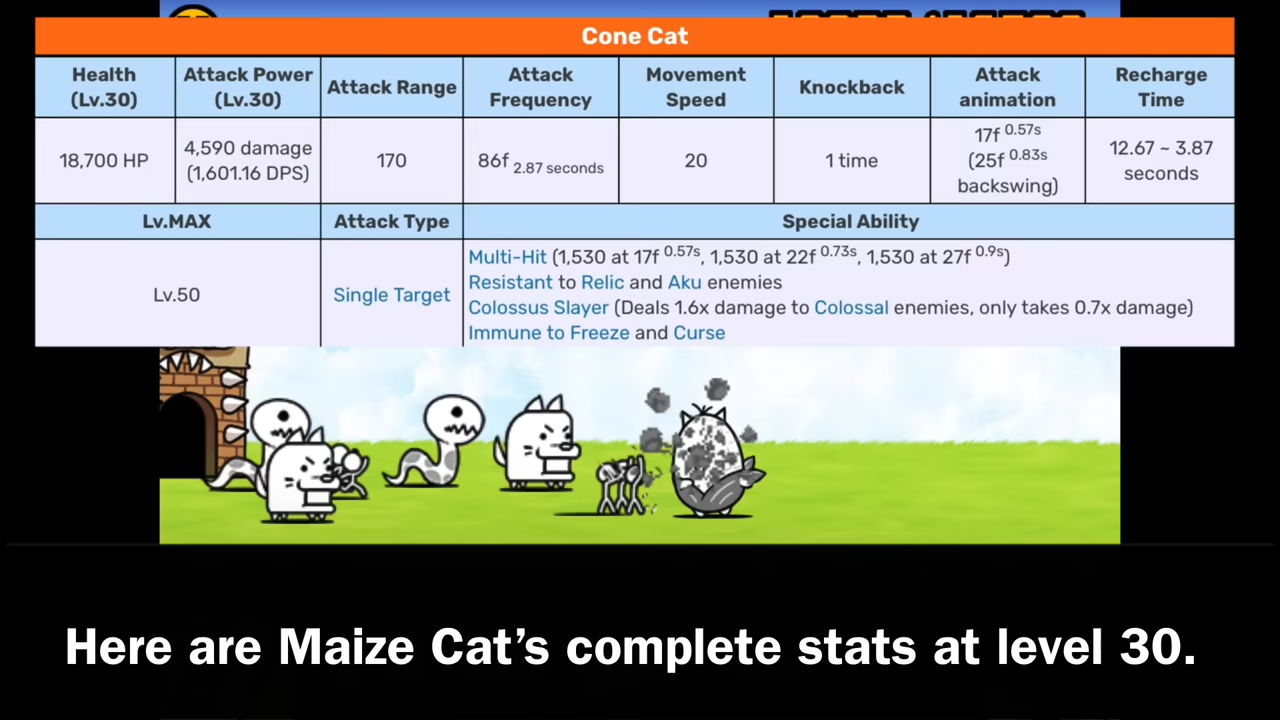 Cone Cat
Health (Lv.30)
Attack Power (Lv.30)
Attack Range
Attack Frequency
Movement Speed
Knockback
Attack animation
Recharge Time
18,700 HP
4,590 damage (1,601.16 DPS)
170
86f 2.87 seconds
20
1 time
17f 0.57s (25f 0.83s backswing)
12.67 ~ 3.87 seconds
Lv.MAX
Attack Type
Special Ability
Lv.50
Single Target
Multi-Hit (1,530 at 17f 0.57s, 1,530 at 22f 0.73s, 1,530 at 27f 0.9s)
Resistant to Relic and Aku enemies
Colossus Slayer (Deals 1.6x damage to Colossal enemies, only takes 0.7x damage)
Immune to Freeze and Curse
Here are Maize Cat's complete stats at level 30.